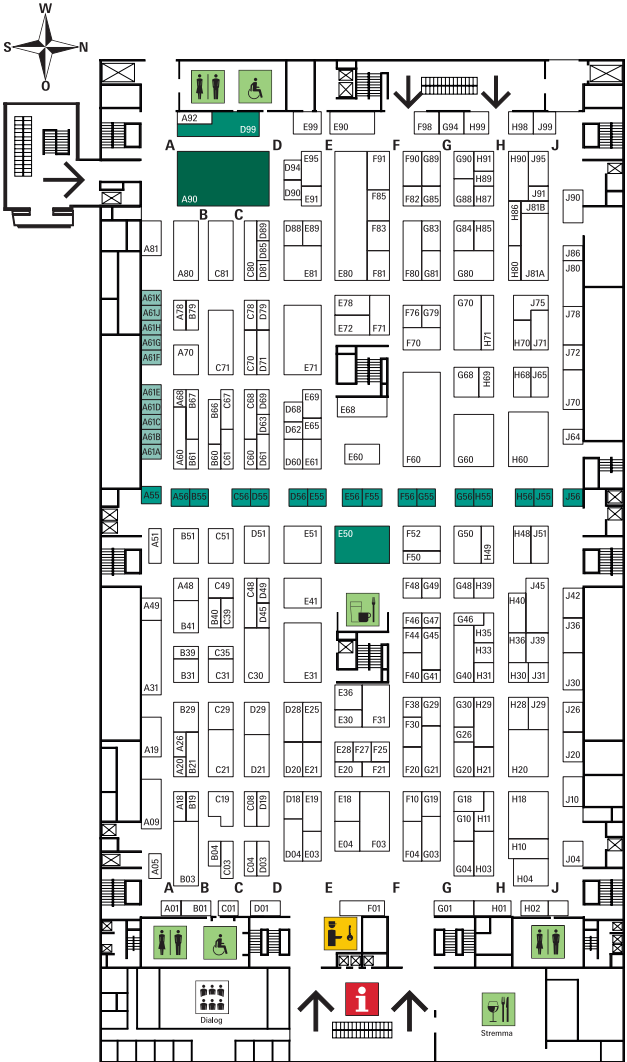 W
S N
O
A92
D99
E99 E90 F98 G94 H99 H98 J99
A D E F G H J
A90
B C
D94 E95
D90 E91
F91 F90 G89 G90 H91 H90 J95
H89
F85 F82 G85 G88 H87 J91
J90
A81 A80 C81 C80 D89 D85 D81 D88 E89 E81 E80 F83 F81 G83 F80 G81 G84 H85 G80 H86 H80 J81B J81A
J86
J80
A61K
A61J
A61H
A61G
A61F
A78 B79 C78 D79 E78 E72 F71 F76 G79 F70 G70 H71 J75 H70 J71 J78
A70 C71 C70 D71 E71 J72
A61E
A61D
A61C
A61B
A61A
A68 B67 B66 C67 C68 D69 D68 E69 E68 G68 H69 H68 J65 J70
D63 D62 E65
A60 B61 B60 C61 C60 D61 D60 E61 E60 F60 G60 H60 J64
A55 A56 B55 C56 D55 D56 E55 E56 F55 F56 G55 G56 H55 H56 J55 J56
A51 B51 C51 D51 E51 E50 F52 F50 G50 H49 H48 J51
A49 A48 B41 C49 B40 C39 C48 D49 D45 E41 F48 G49 G48 H39 H40 J45 J42
F46 G47 G46 J36
B39 C35 F44 G45 H35 H33 H36 J39
A31 B31 C31 C30 E31 F40 G41 G40 H31 H30 J31 J30
E36
E30 F31
B29 C29 D29 D28 E25 F38 G29 G30 H29 H28 J29 J26
F30 G26
A19 A26 A20 B21 C21 D21 D20 E21 E28 F27 F25 E20 F21 F20 G21 G20 H21 H20 J20
A09 A18 B19 C19 C08 D19 D18 E19 E18 F10 G19 G18 H18 J10
G10 H11
A05 B03 B04 C03 C04 D03 D04 E03 E04 F03 F04 G03 G04 H03 H10 H04 J04
A B C D E F G H J
A01 B01 C01 D01 F01 G01 H01 H02
i
Dialog
Stremma